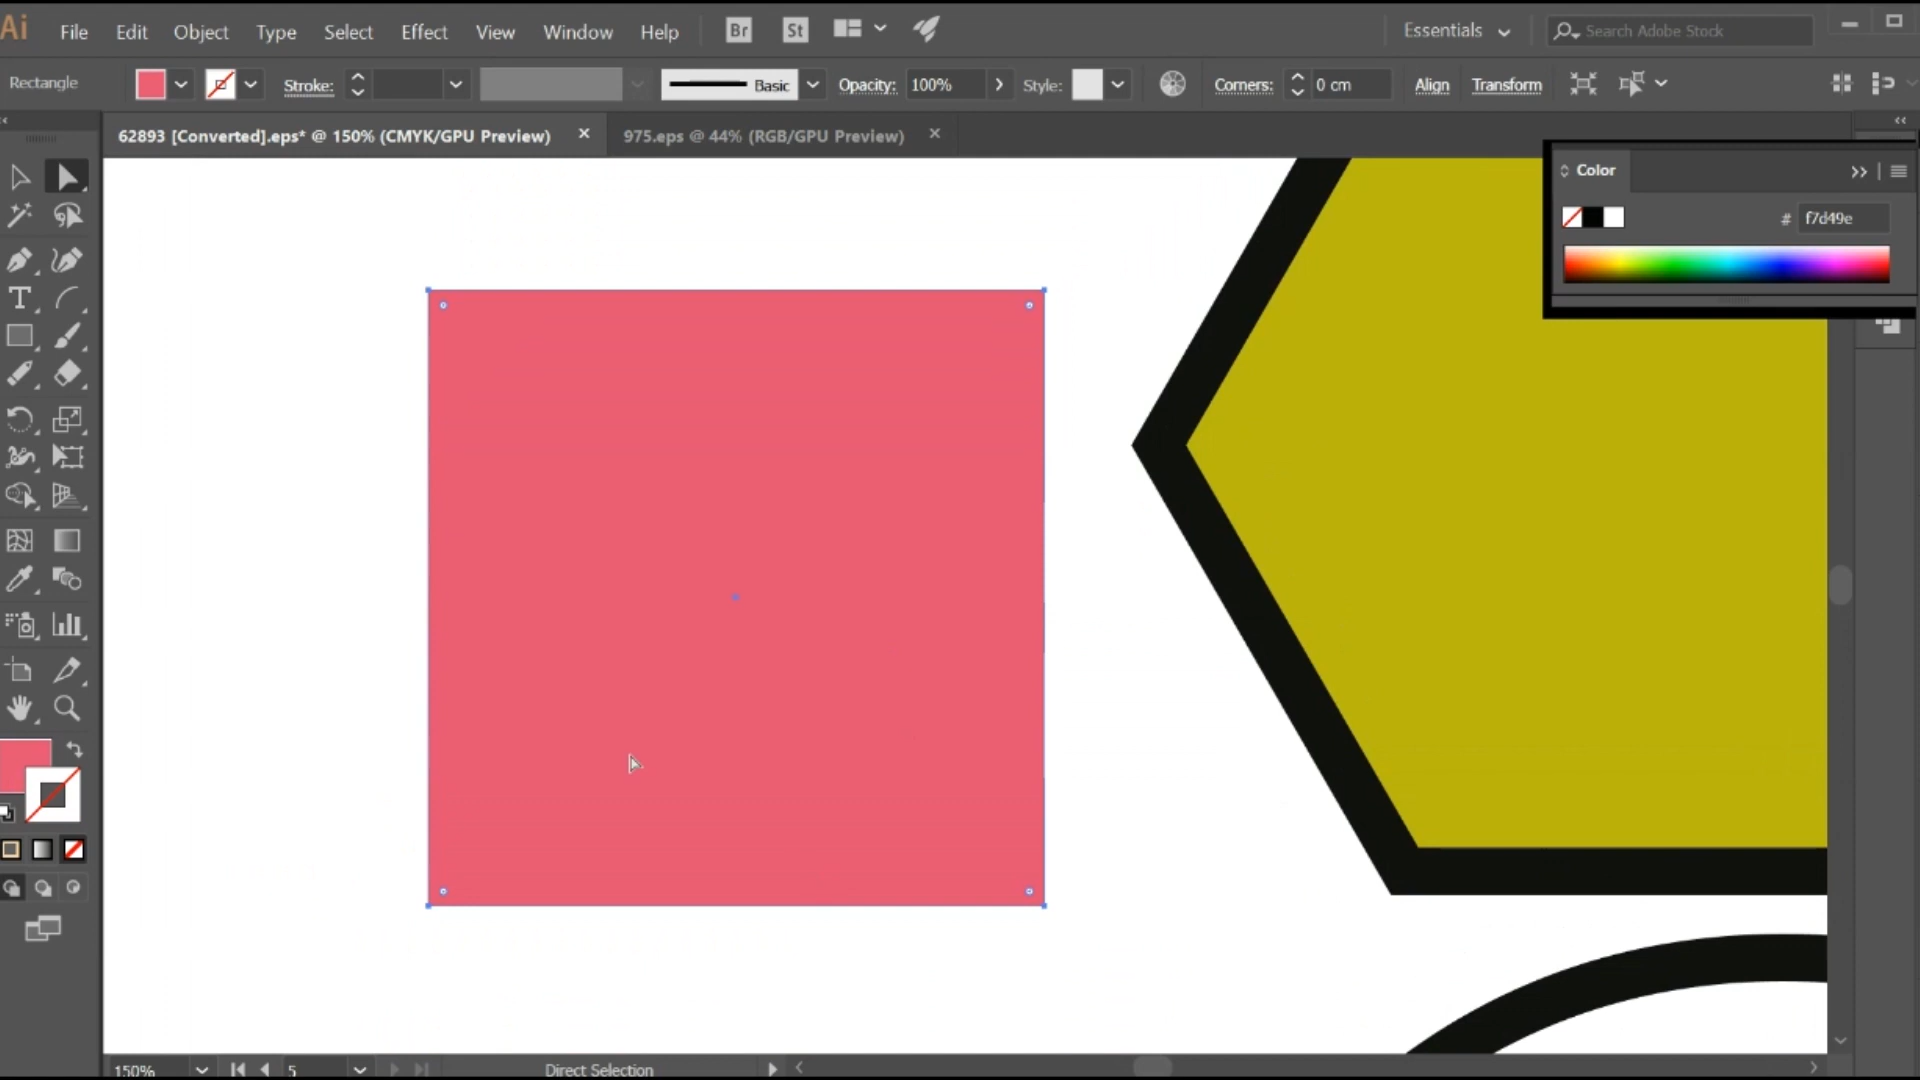 Ai File Edit Object Type Select Effect View Window Help Br St Essentials Search Adobe Stock
Rectangle Stroke: Basic Opacity: 100% Style: Corners: 0 cm Align Transform
62893 [Converted].eps* @ 150% (CMYK/GPU Preview) 975.eps @ 44% (RGB/GPU Preview)
Color
# f7d49e
150% 5 Direct Selection